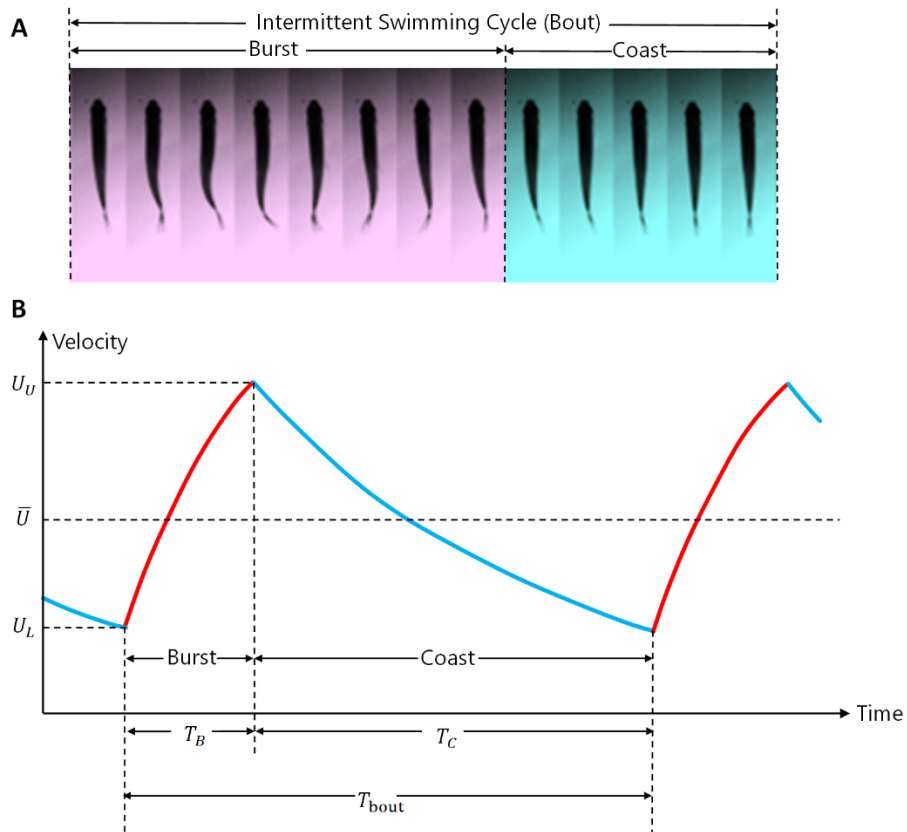 A
Intermittent Swimming Cycle (Bout)
Burst
Coast
B
Velocity
U_U
U̅
U_L
Burst
Coast
Time
T_B
T_C
T_bout